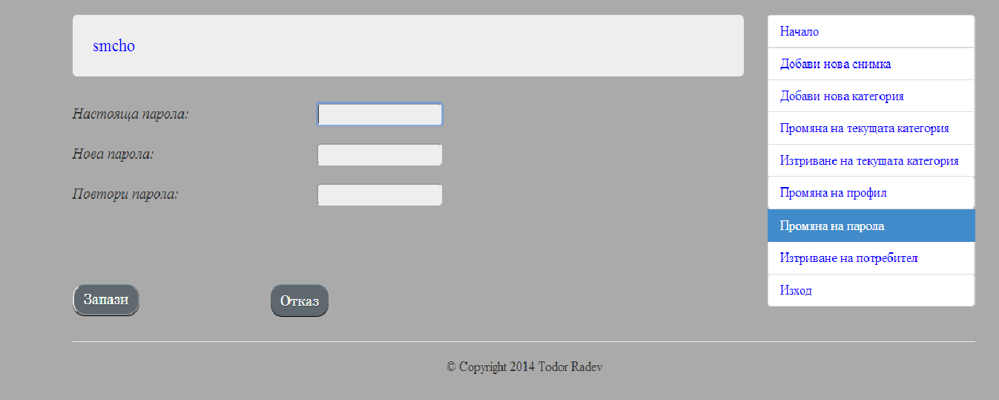 smcho
Настояща парола:
Нова парола:
Повтори парола:
Запази
Отказ
Начало
Добави нова снимка
Добави нова категория
Промяна на текущата категория
Изтриване на текущата категория
Промяна на профил
Промяна на парола
Изтриване на потребител
Изход
© Copyright 2014 Todor Radev